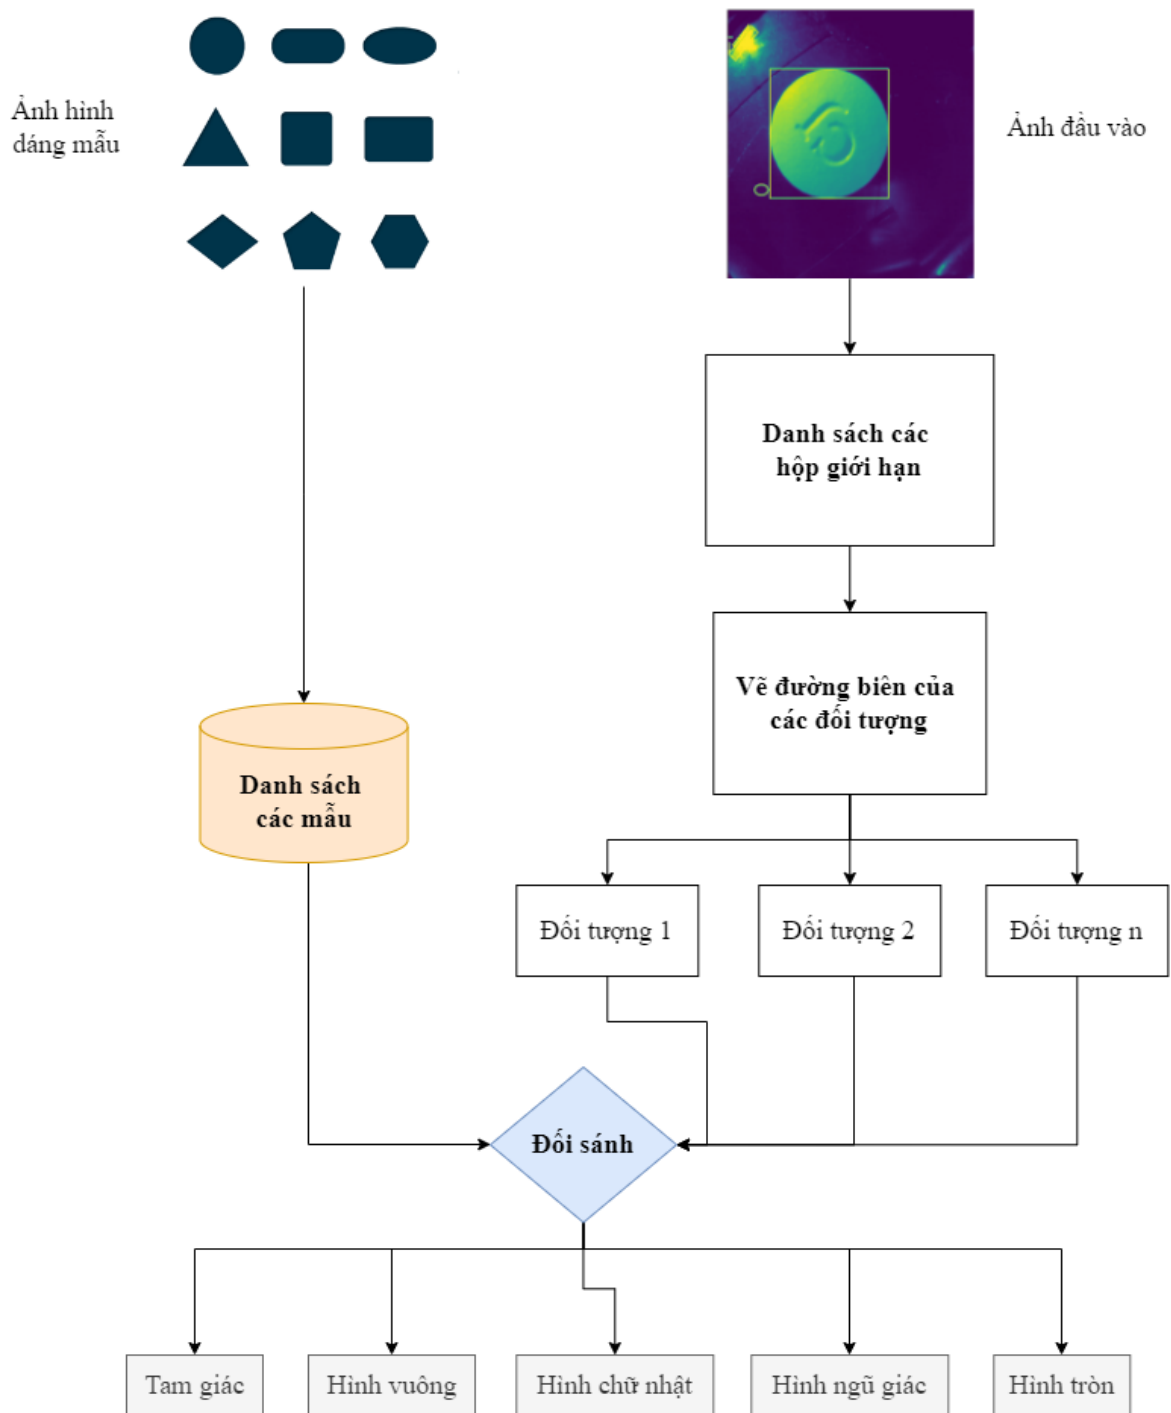 Ảnh hình
dáng mẫu
Ảnh đầu vào
Danh sách các
hộp giới hạn
Vẽ đường biên của
các đối tượng
Danh sách
các mẫu
Đối tượng 1
Đối tượng 2
Đối tượng n
Đối sánh
Tam giác
Hình vuông
Hình chữ nhật
Hình ngũ giác
Hình tròn